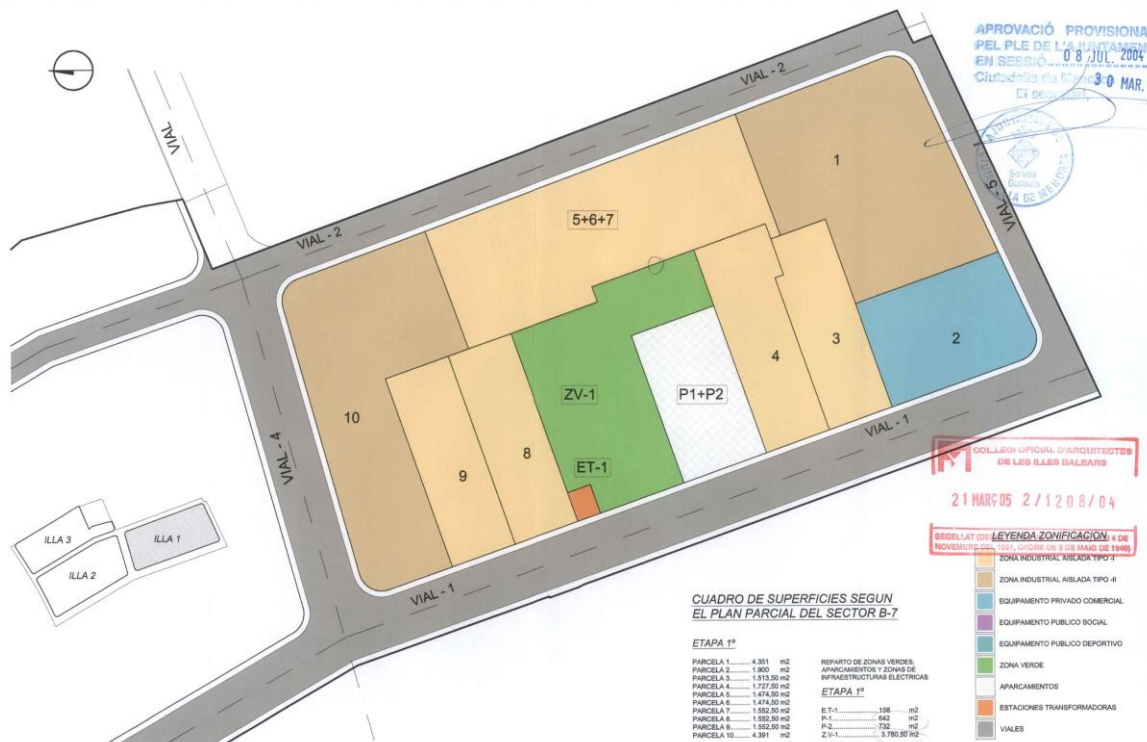 APROVACIÓ PROVISIONA
PEL PLE DE L'AJUNTAMEN
EN SESSIÓ 08 JUL. 2004
Ciutadella de 30 MAR.
El secretari,
VIAL - 2
VIAL
VIAL - 2
VIAL - 5
1
5+6+7
2
3
4
10
ZV-1
P1+P2
8
9
ET-1
VIAL - 4
VIAL - 1
VIAL - 1
ILLA 3
ILLA 1
ILLA 2
COL·LEGI OFICIAL D'ARQUITECTES
DE LES ILLES BALEARS
21 MARÇ 05 2/1208/04
LEYENDA ZONIFICACION
ZONA INDUSTRIAL AISLADA TIPO -I
ZONA INDUSTRIAL AISLADA TIPO -II
EQUIPAMENTO PRIVADO COMERCIAL
EQUIPAMENTO PUBLICO SOCIAL
EQUIPAMENTO PUBLICO DEPORTIVO
ZONA VERDE
APARCAMIENTOS
ESTACIONES TRANSFORMADORAS
VIALES
CUADRO DE SUPERFICIES SEGUN
EL PLAN PARCIAL DEL SECTOR B-7
ETAPA 1ª
PARCELA 1.......... 4.351 m2
PARCELA 2.......... 1.900 m2
PARCELA 3.......... 1.513,50 m2
PARCELA 4.......... 1.727,50 m2
PARCELA 5.......... 1.474,50 m2
PARCELA 6.......... 1.474,50 m2
PARCELA 7.......... 1.552,50 m2
PARCELA 8.......... 1.552,50 m2
PARCELA 9.......... 1.552,50 m2
PARCELA 10........ 4.391 m2
REPARTO DE ZONAS VERDES,
APARCAMIENTOS Y ZONAS DE
INFRAESTRUCTURAS ELECTRICAS
ETAPA 1ª
E.T-1.................. 158 m2
P-1..................... 642 m2
P-2..................... 732 m2
Z.V-1.................. 3.780,50 m2